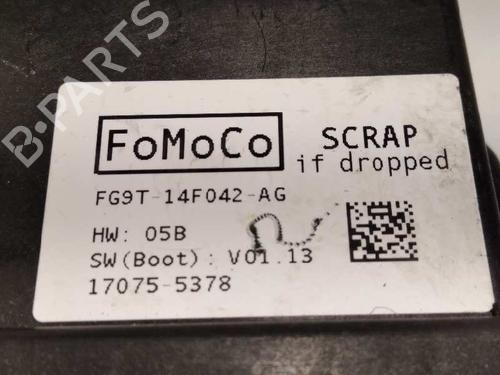 B-PARTS
FoMoCo
SCRAP
if dropped
FG9T-14F042-AG
HW: 05B
SW(Boot): V01.13
17075-5378